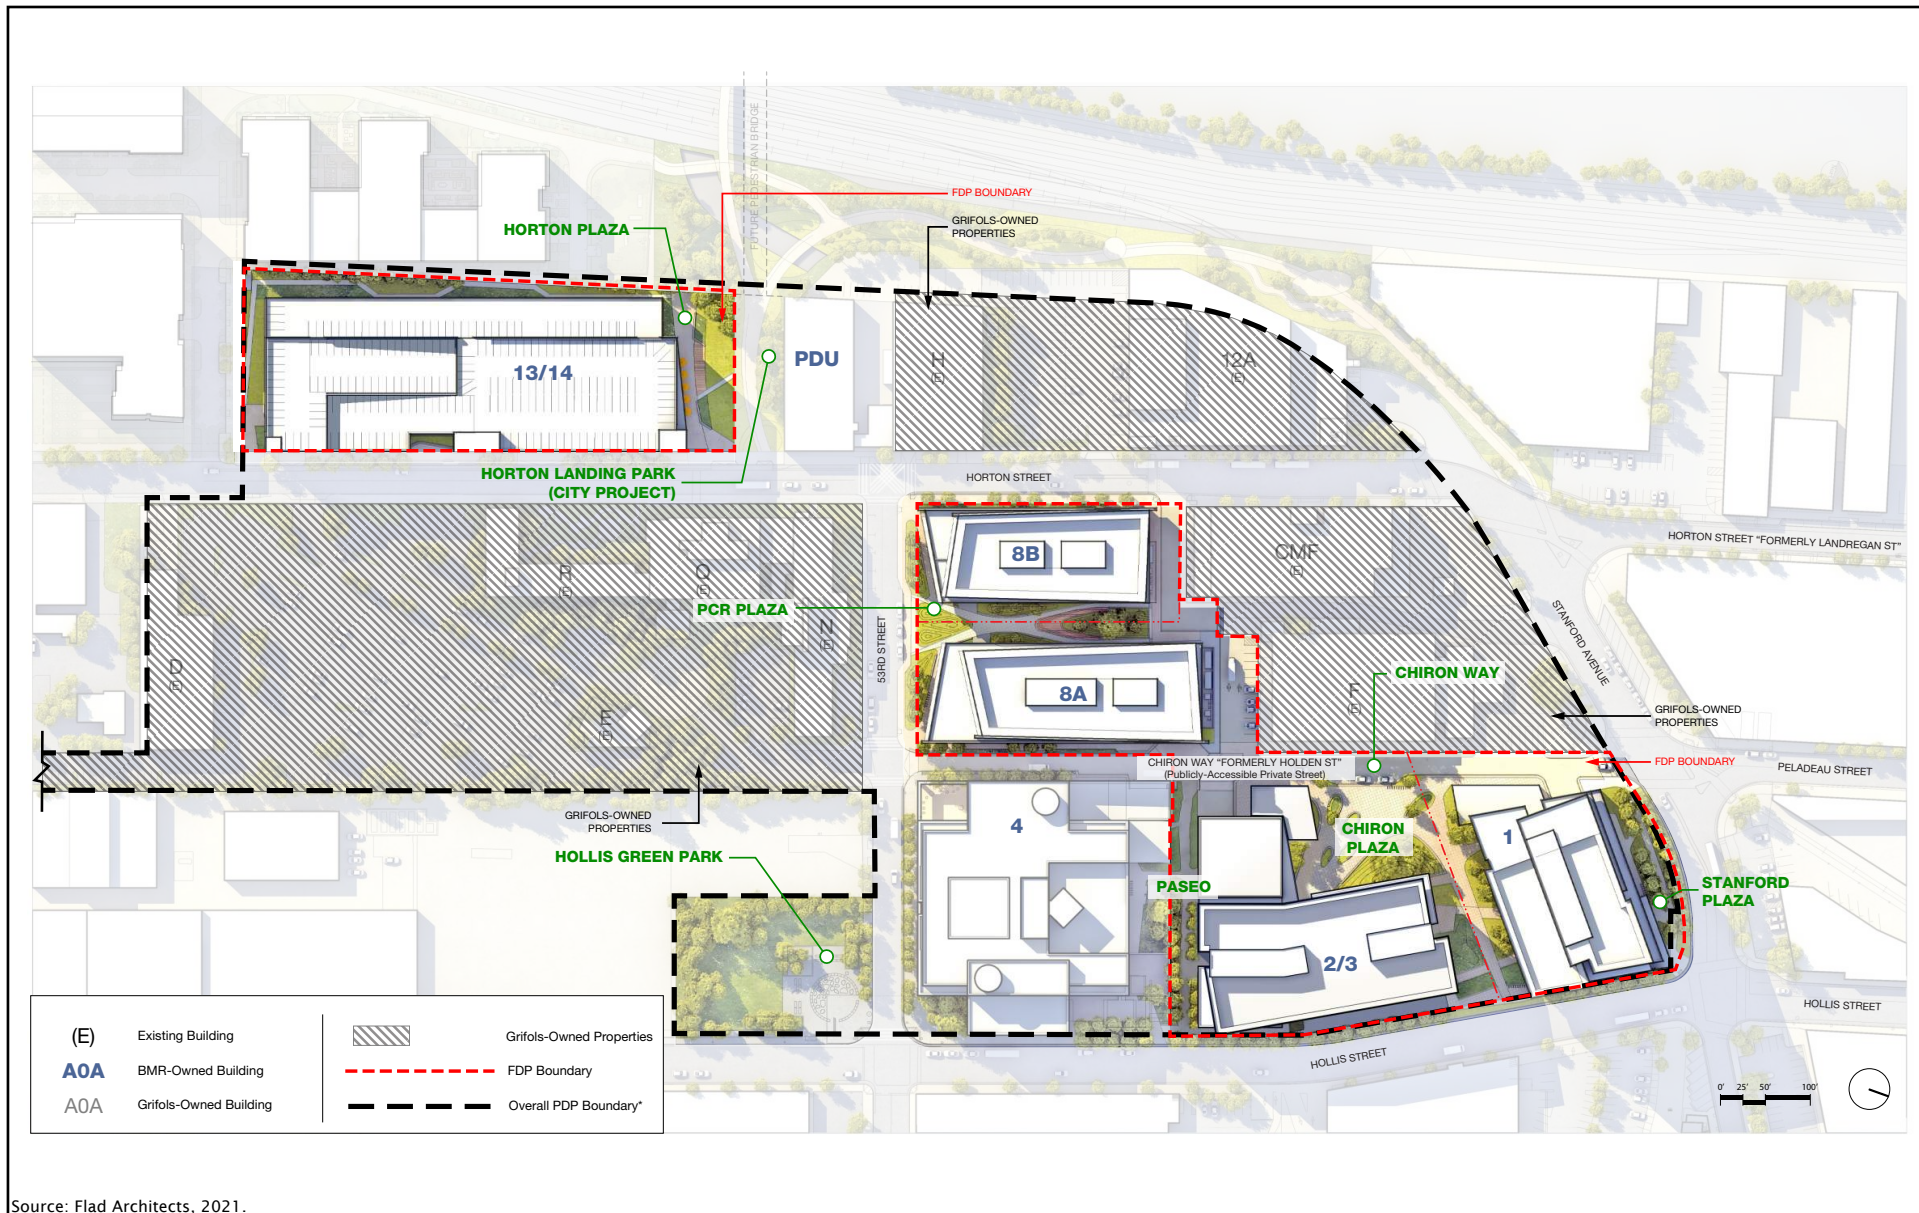 FUTURE PEDESTRIAN BRIDGE
FDP BOUNDARY
GRIFOLS-OWNED
PROPERTIES
HORTON PLAZA
13/14
PDU
H
(E)
12A
(E)
HORTON LANDING PARK
(CITY PROJECT)
HORTON STREET
HORTON STREET "FORMERLY LANDREGAN ST"
8B
CMF
(E)
R
(E)
Q
(E)
PCR PLAZA
N
(E)
53RD STREET
STANFORD AVENUE
D
(E)
E
(E)
8A
F
(E)
CHIRON WAY
GRIFOLS-OWNED
PROPERTIES
CHIRON WAY "FORMERLY HOLDEN ST"
(Publicly-Accessible Private Street)
FDP BOUNDARY
PELADEAU STREET
GRIFOLS-OWNED
PROPERTIES
4
CHIRON
PLAZA
1
HOLLIS GREEN PARK
PASEO
STANFORD
PLAZA
2/3
HOLLIS STREET
HOLLIS STREET
(E) Existing Building
A0A BMR-Owned Building
A0A Grifols-Owned Building
Grifols-Owned Properties
FDP Boundary
Overall PDP Boundary*
0' 25' 50' 100'
Source: Flad Architects, 2021.